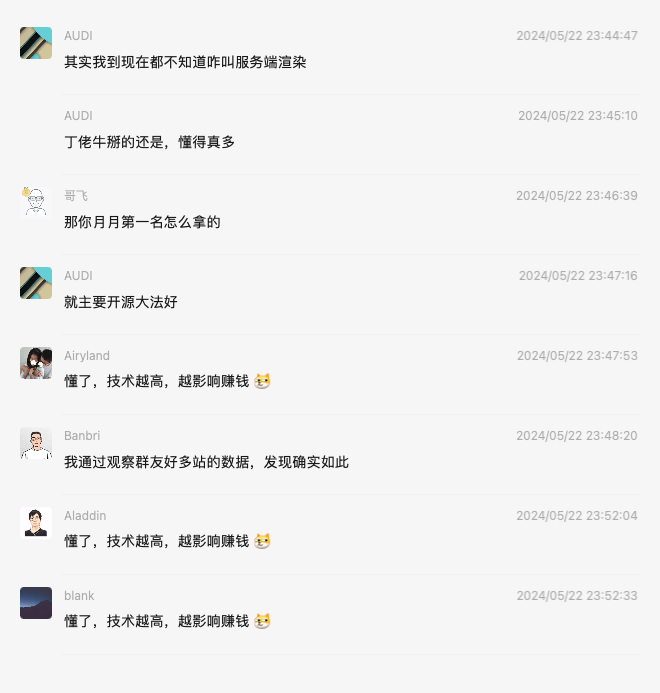 AUDI 2024/05/22 23:44:47
其实我到现在都不知道咋叫服务端渲染
AUDI 2024/05/22 23:45:10
丁佬牛掰的还是，懂得真多
哥飞 2024/05/22 23:46:39
那你月月第一名怎么拿的
AUDI 2024/05/22 23:47:16
就主要开源大法好
Airyland 2024/05/22 23:47:53
懂了，技术越高，越影响赚钱
Banbri 2024/05/22 23:48:20
我通过观察群友好多站的数据，发现确实如此
Aladdin 2024/05/22 23:52:04
懂了，技术越高，越影响赚钱
blank 2024/05/22 23:52:33
懂了，技术越高，越影响赚钱